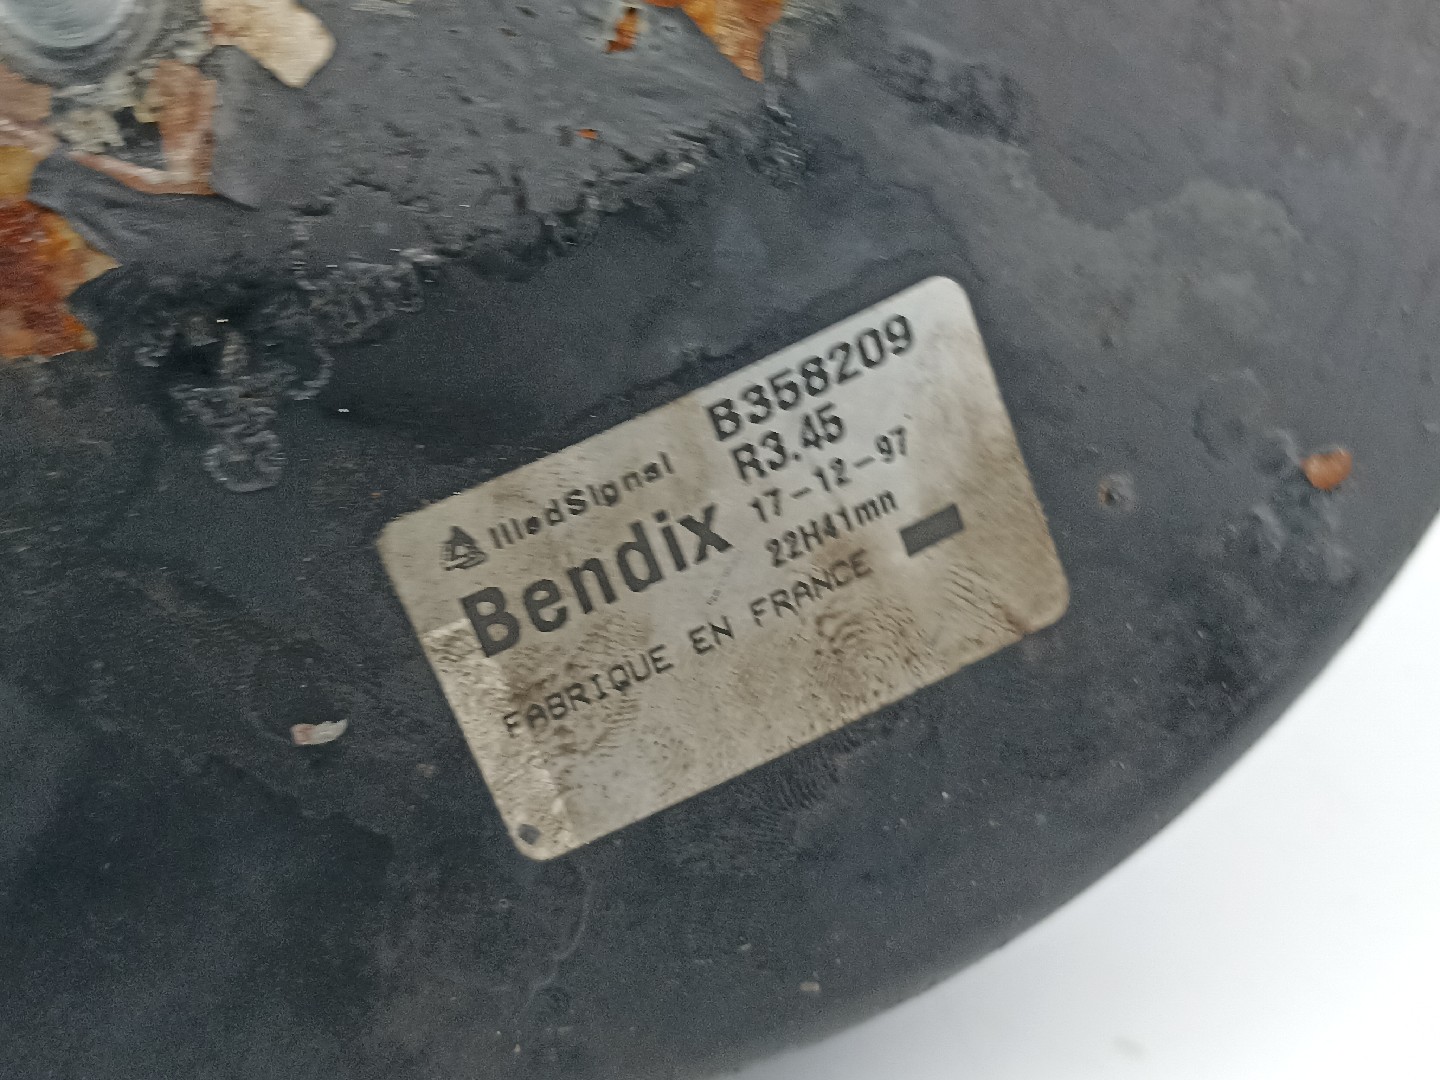 AlliedSignal
Bendix
B358209
R3.45
17-12-97
22H41mn
FABRIQUE EN FRANCE